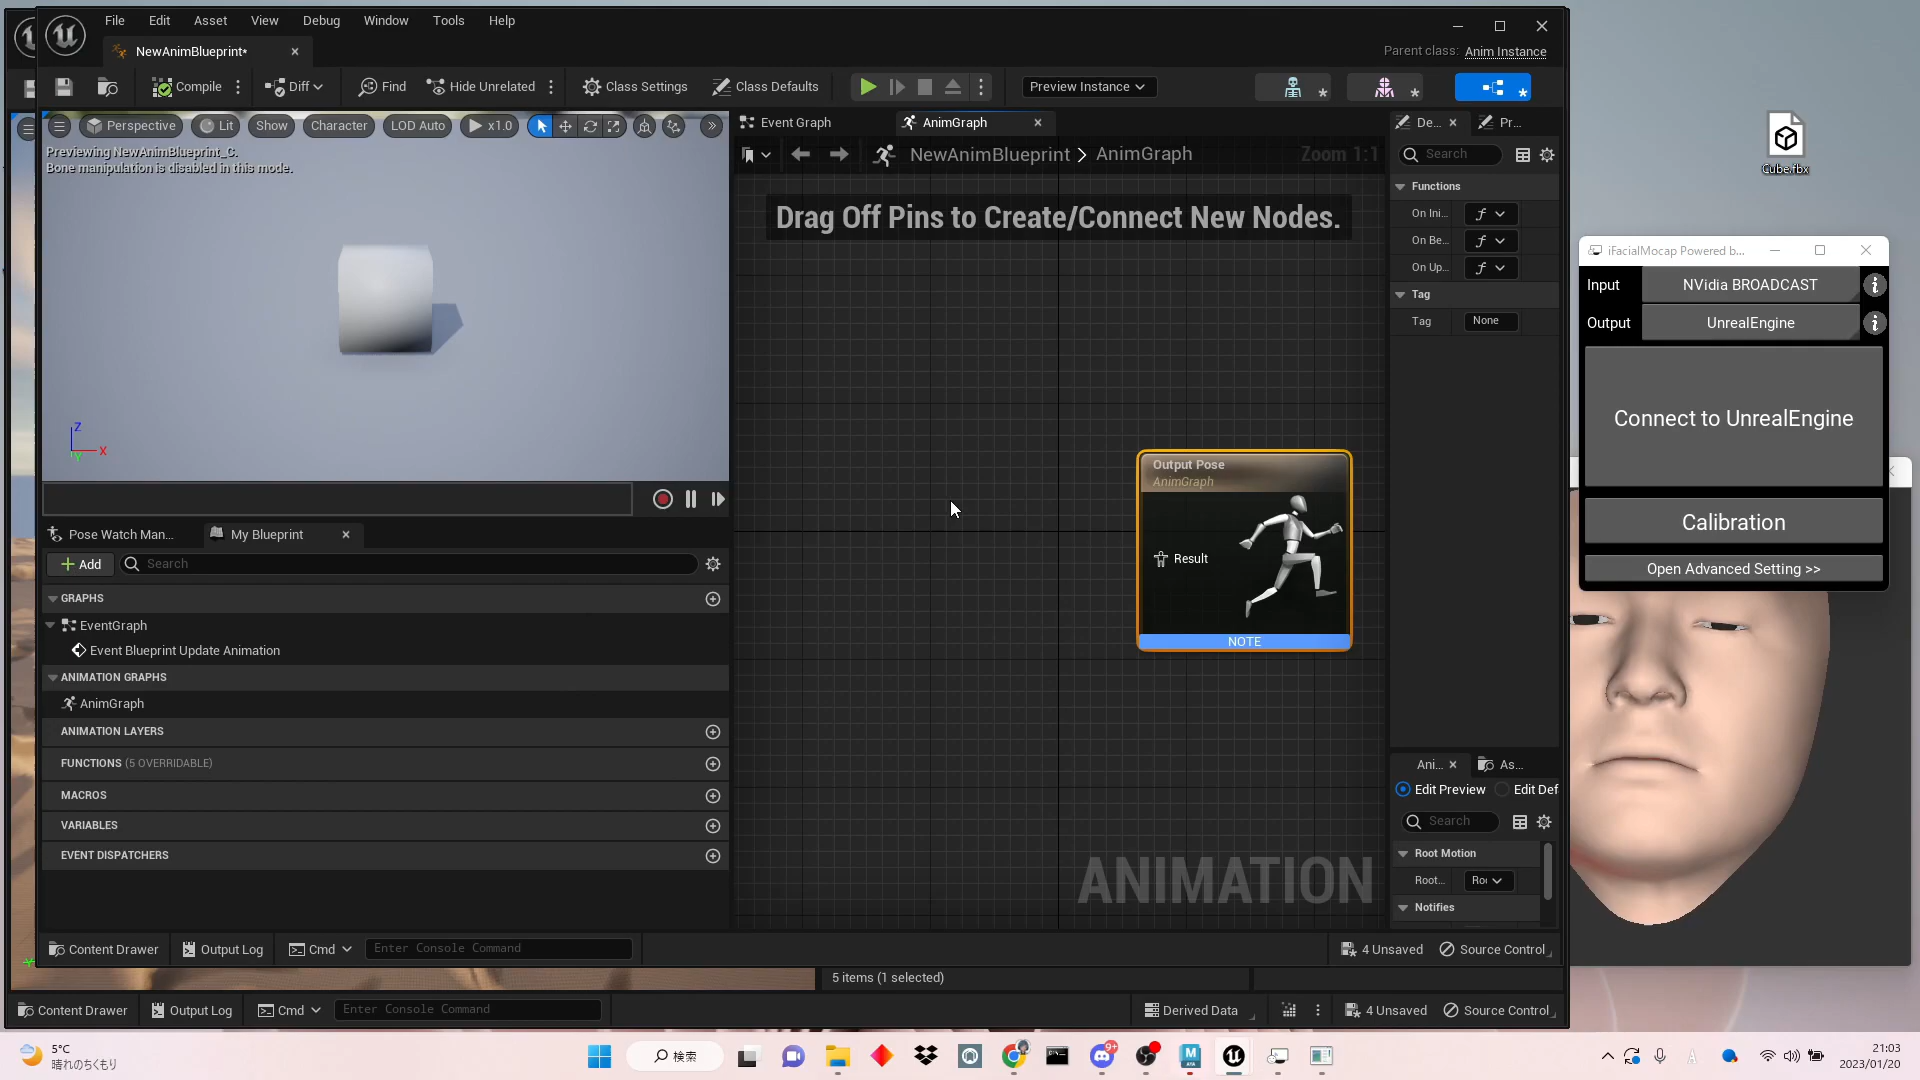 File Edit Asset View Window Debug Window Tools Help
NewAnimBlueprint*
Parent class: Anim Instance
Compile
Diff
Find
Hide Unrelated
Class Settings
Class Defaults
Preview Instance
Perspective
Lit
Show
Character
LOD Auto
x1.0
Previewing NewAnimBlueprint_C.
Bone manipulation is disabled in this mode.
Z
X
Y
Event Graph
AnimGraph
NewAnimBlueprint > AnimGraph
Zoom 1:1
Drag Off Pins to Create/Connect New Nodes.
Output Pose
AnimGraph
Result
NOTE
ANIMATION
Pose Watch Man...
My Blueprint
Add
Search
GRAPHS
EventGraph
Event Blueprint Update Animation
ANIMATION GRAPHS
AnimGraph
ANIMATION LAYERS
FUNCTIONS (5 OVERRIDABLE)
MACROS
VARIABLES
EVENT DISPATCHERS
De...
Pr...
Search
Functions
On Ini...
On Be...
On Up...
Tag
Tag
None
Ani...
As...
Edit Preview
Edit Def
Search
Root Motion
Root...
Notifies
Content Drawer
Output Log
Cmd
Enter Console Command
4 Unsaved
Source Control
5 items (1 selected)
Content Drawer
Output Log
Cmd
Enter Console Command
Derived Data
4 Unsaved
Source Control
Cube.fbx
iFacialMocap Powered b...
Input
NVidia BROADCAST
Output
UnrealEngine
Connect to UnrealEngine
Calibration
Open Advanced Setting >>
5°C
晴れのちくもり
検索
9+
21:03
2023/01/20